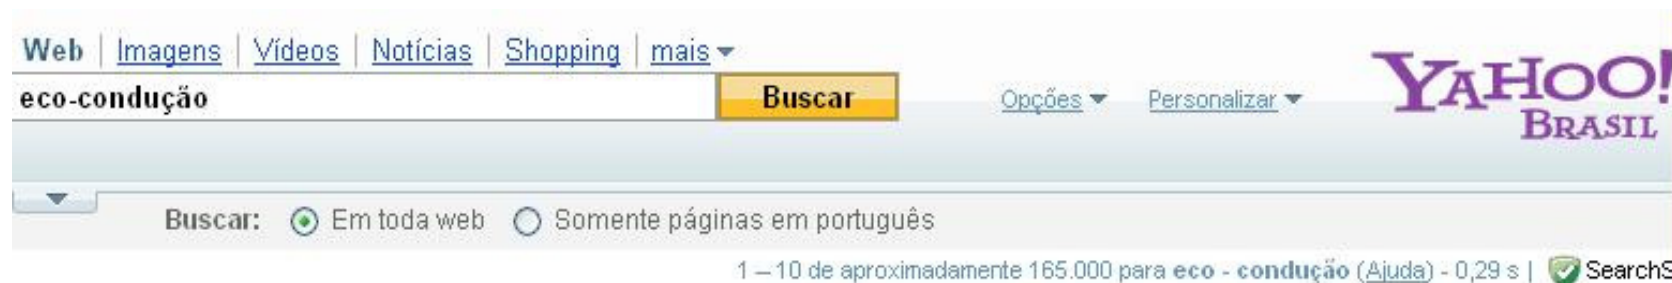 Web | Imagens | Vídeos | Notícias | Shopping | mais
eco-condução Buscar Opções Personalizar YAHOO! BRASIL
Buscar: Em toda web Somente páginas em português
1 – 10 de aproximadamente 165.000 para eco - condução (Ajuda) - 0,29 s | SearchS